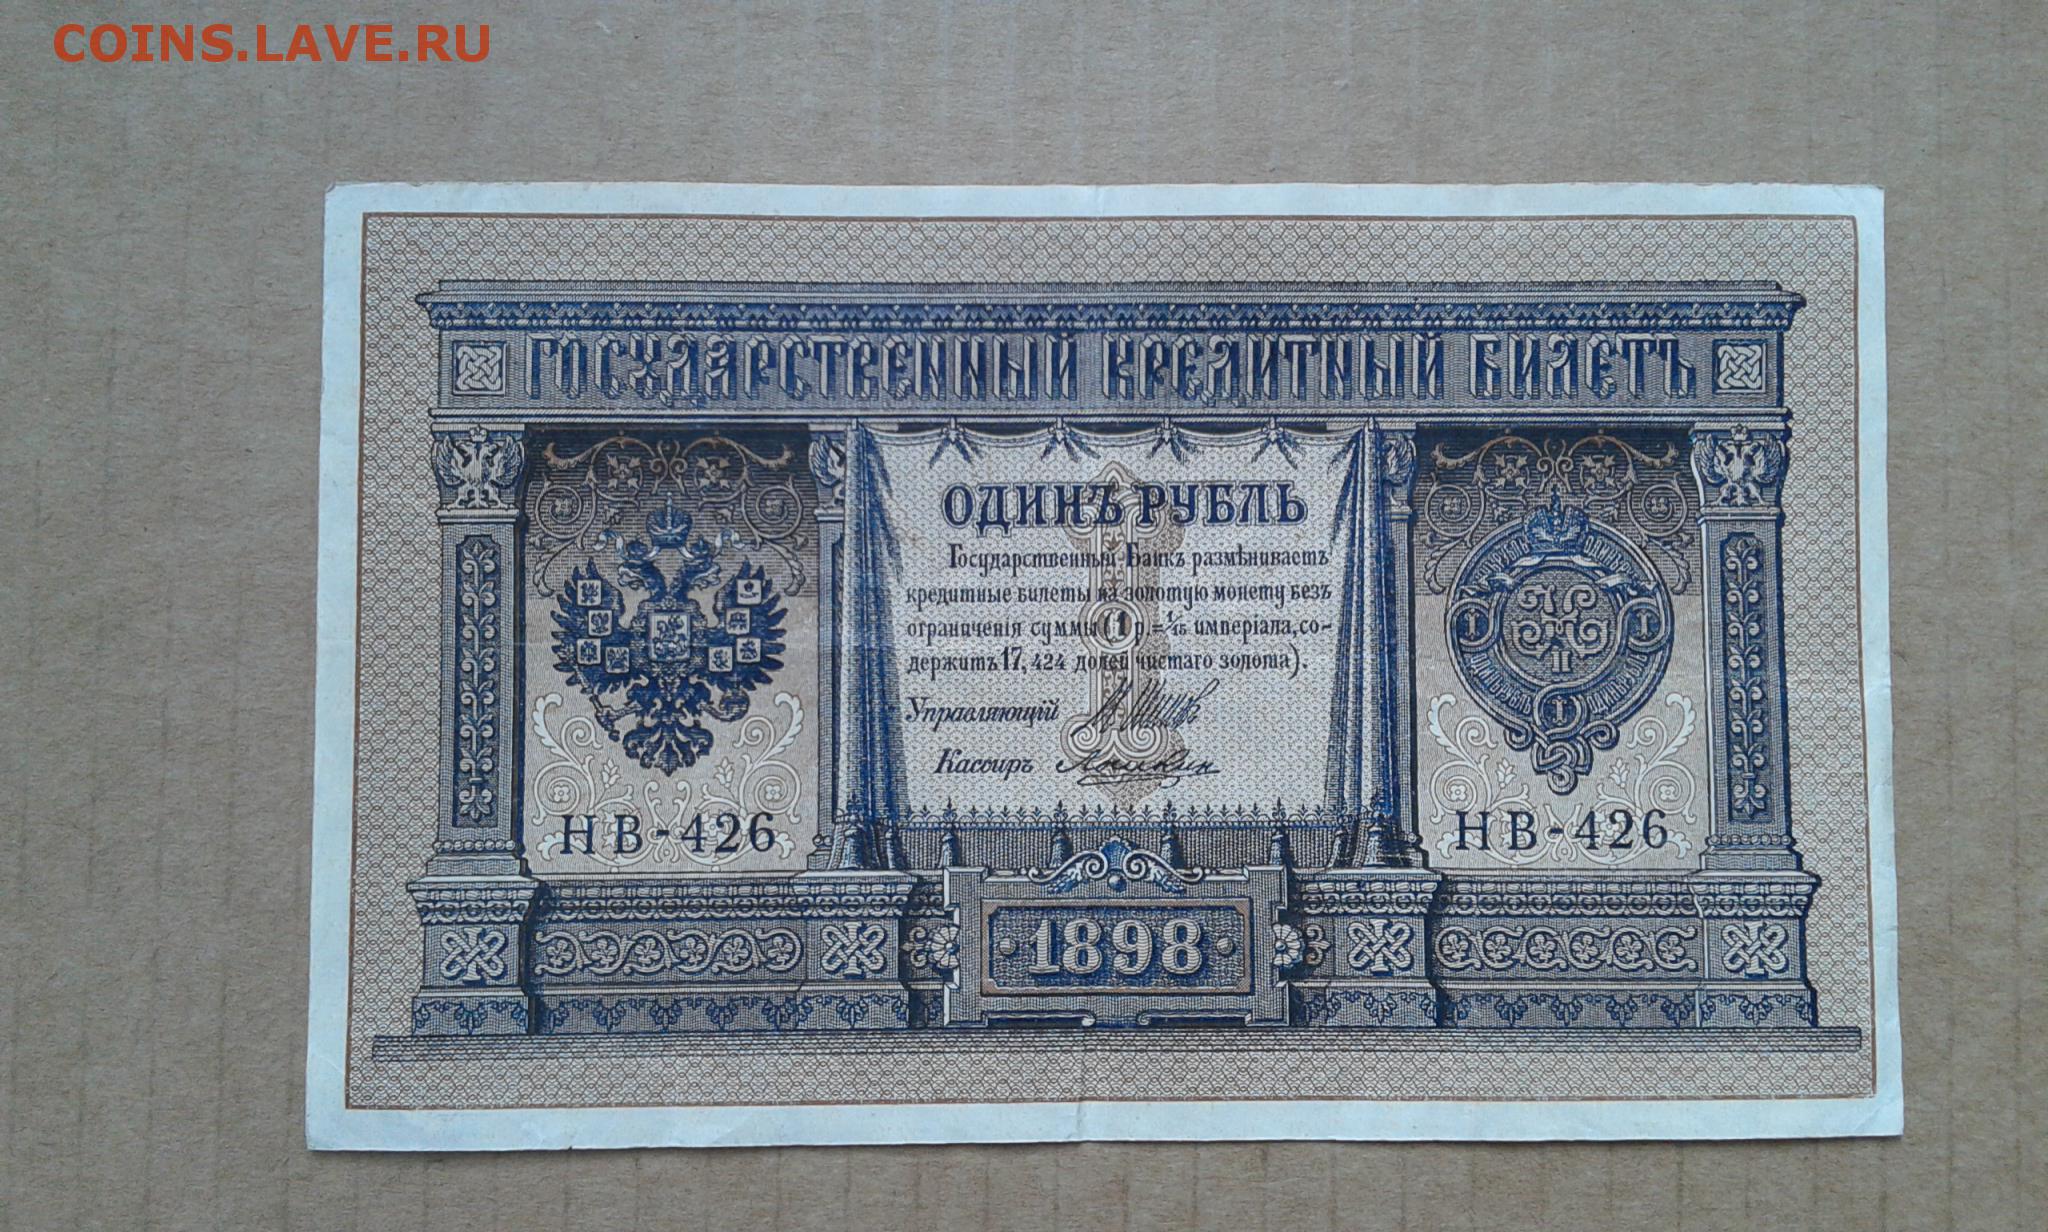 COINS.LAVE.RU
ГОСУДАРСТВЕННЫЙ КРЕДИТНЫЙ БИЛЕТЪ
ОДИНЪ РУБЛЬ
Государственный Банкъ размѣниваетъ
кредитные билеты на золотую монету безъ
ограниченія суммы (1 р.=1/15 имперіала, со-
держитъ 17,424 долей чистаго золота).
Управляющій
Кассиръ
НВ-426
НВ-426
1898